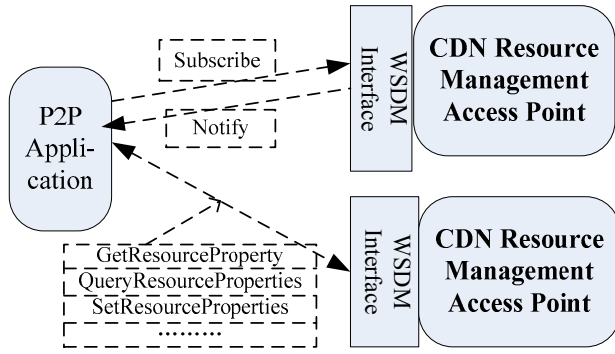 P2P
Appli-
cation
Subscribe
Notify
WSDM
Interface
CDN Resource
Management
Access Point
GetResourceProperty
QueryResourceProperties
SetResourceProperties
………
WSDM
Interface
CDN Resource
Management
Access Point